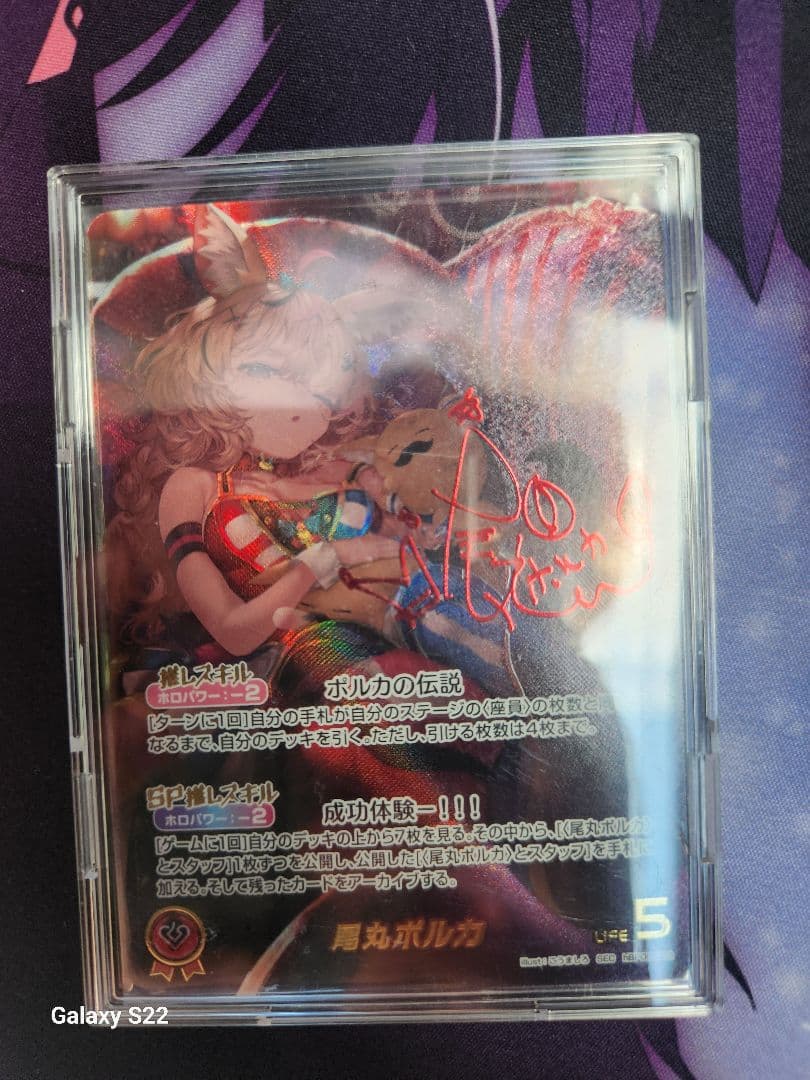 推しスキル
ホロパワー：－2
ポルカの伝説
[ターンに1回]自分の手札が自分のステージの〈座員〉の枚数と
なるまで、自分のデッキを引く。ただし、引ける枚数は4枚まで。
SP推しスキル
ホロパワー：－2
成功体験ー！！！
[ゲームに1回]自分のデッキの上から7枚を見る。その中から、[〈尾丸ポルカ〉
とスタッフ]1枚ずつを公開し、公開した[〈尾丸ポルカ〉とスタッフ]を手札に
加える。そして残ったカードをアーカイブする。
尾丸ポルカ
LIFE 5
illust：こうましろ SEC
Galaxy S22